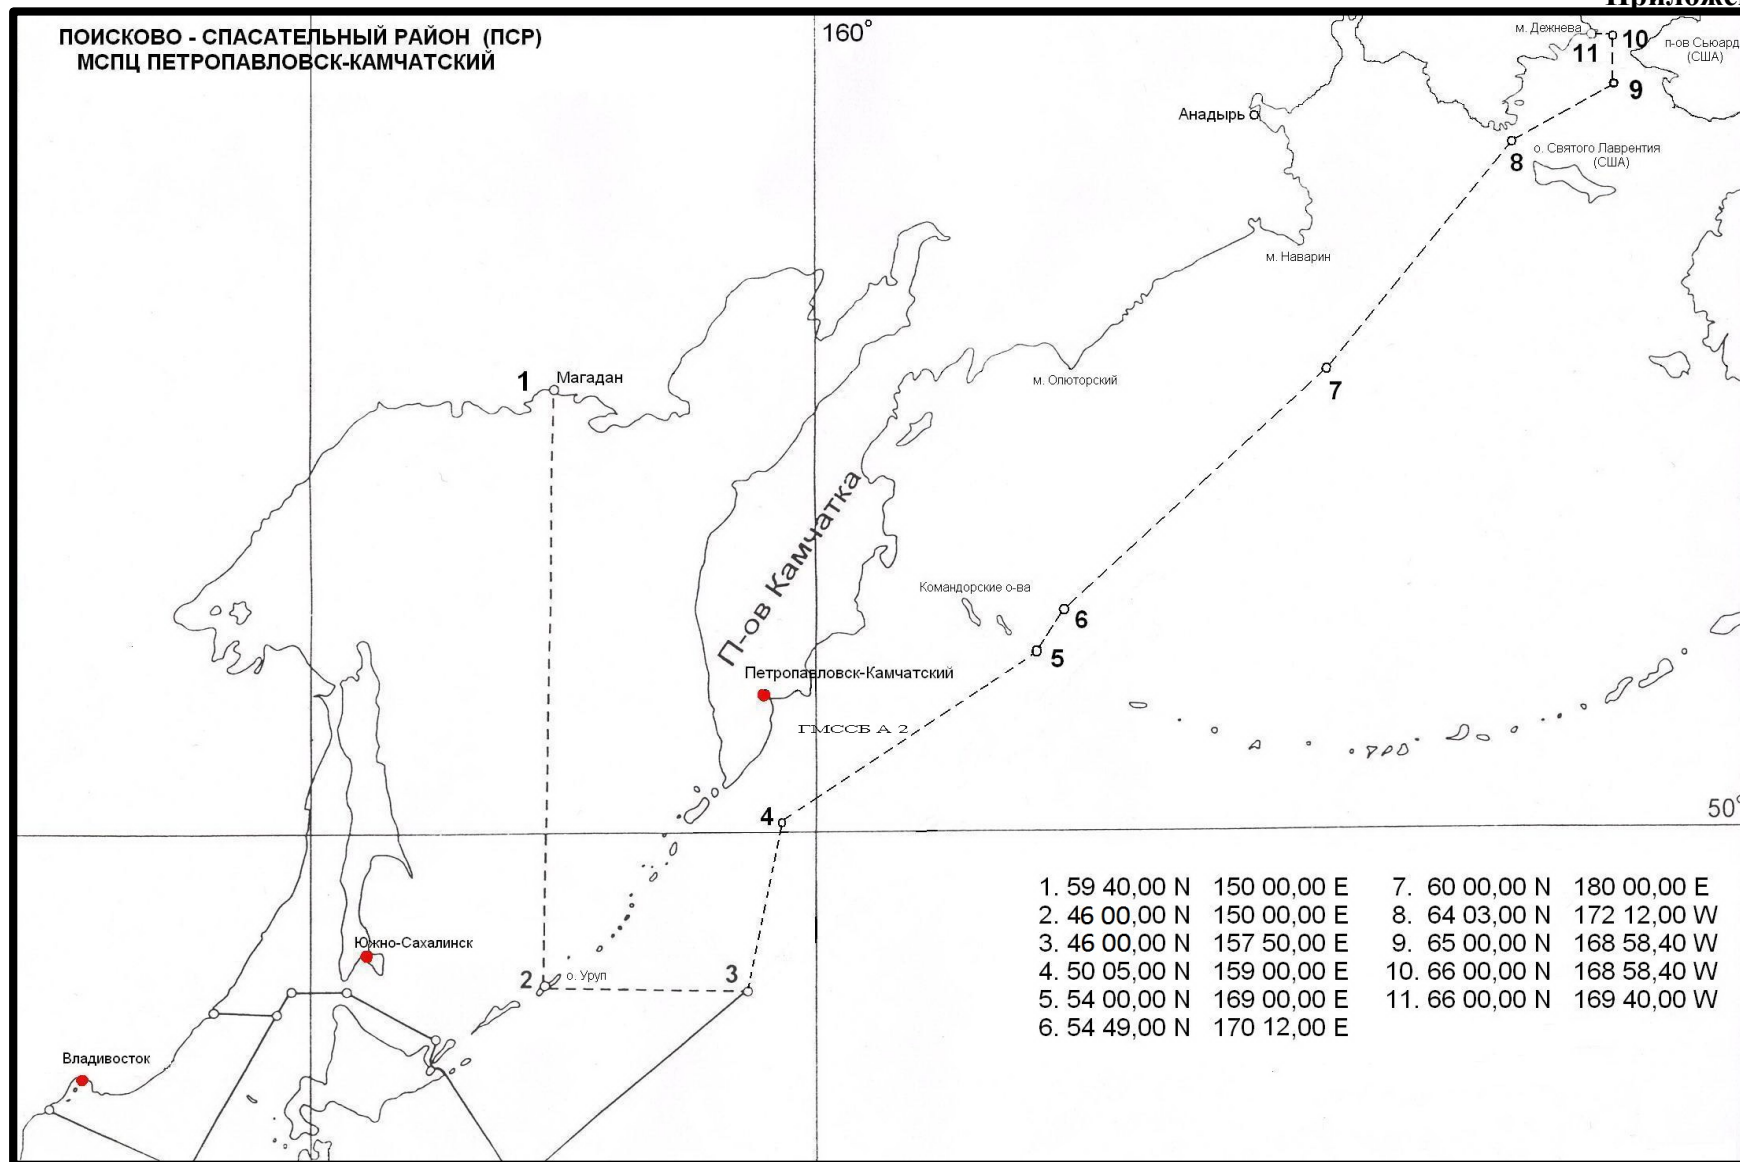 ПОИСКОВО - СПАСАТЕЛЬНЫЙ РАЙОН (ПСР)
МСПЦ ПЕТРОПАВЛОВСК-КАМЧАТСКИЙ
160°
м. Дежнева
11
10
п-ов Сьюард
(США)
9
Анадырь
8
о. Святого Лаврентия
(США)
м. Наварин
1
Магадан
м. Олюторский
7
П-ов Камчатка
Командорские о-ва
6
5
Петропавловск-Камчатский
ГМССБ А 2
4
50°
Южно-Сахалинск
2
о. Уруп
3
Владивосток
1. 59 40,00 N 150 00,00 E
2. 46 00,00 N 150 00,00 E
3. 46 00,00 N 157 50,00 E
4. 50 05,00 N 159 00,00 E
5. 54 00,00 N 169 00,00 E
6. 54 49,00 N 170 12,00 E
7. 60 00,00 N 180 00,00 E
8. 64 03,00 N 172 12,00 W
9. 65 00,00 N 168 58,40 W
10. 66 00,00 N 168 58,40 W
11. 66 00,00 N 169 40,00 W